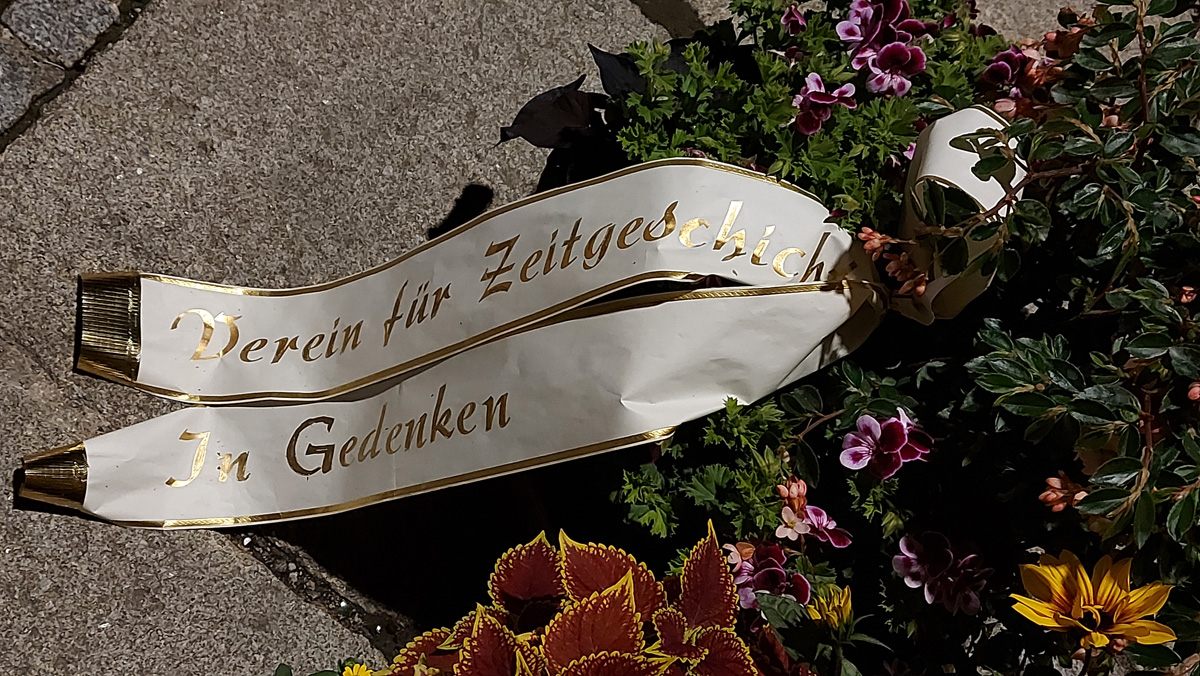 Verein für Zeitgeschich
In Gedenken